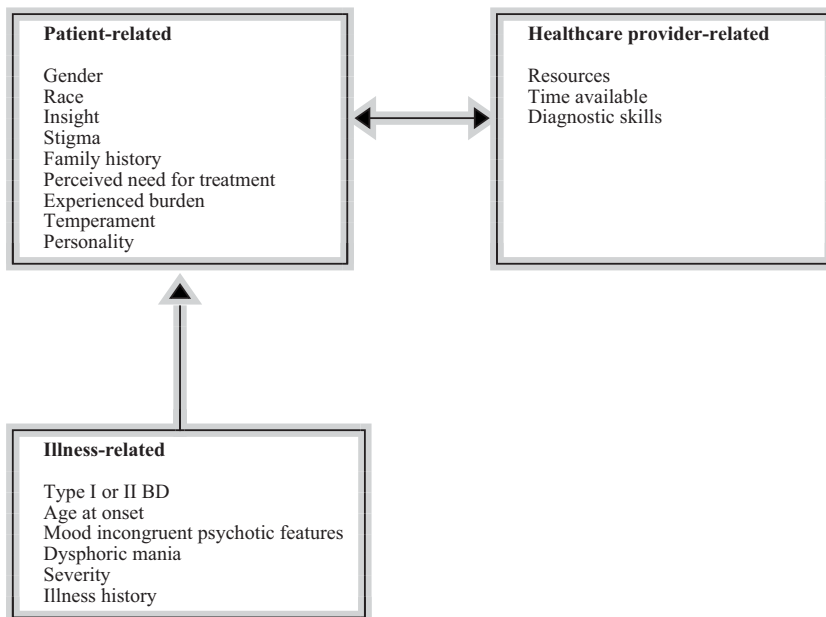 Patient-related
Gender
Race
Insight
Stigma
Family history
Perceived need for treatment
Experienced burden
Temperament
Personality
Healthcare provider-related
Resources
Time available
Diagnostic skills
Illness-related
Type I or II BD
Age at onset
Mood incongruent psychotic features
Dysphoric mania
Severity
Illness history